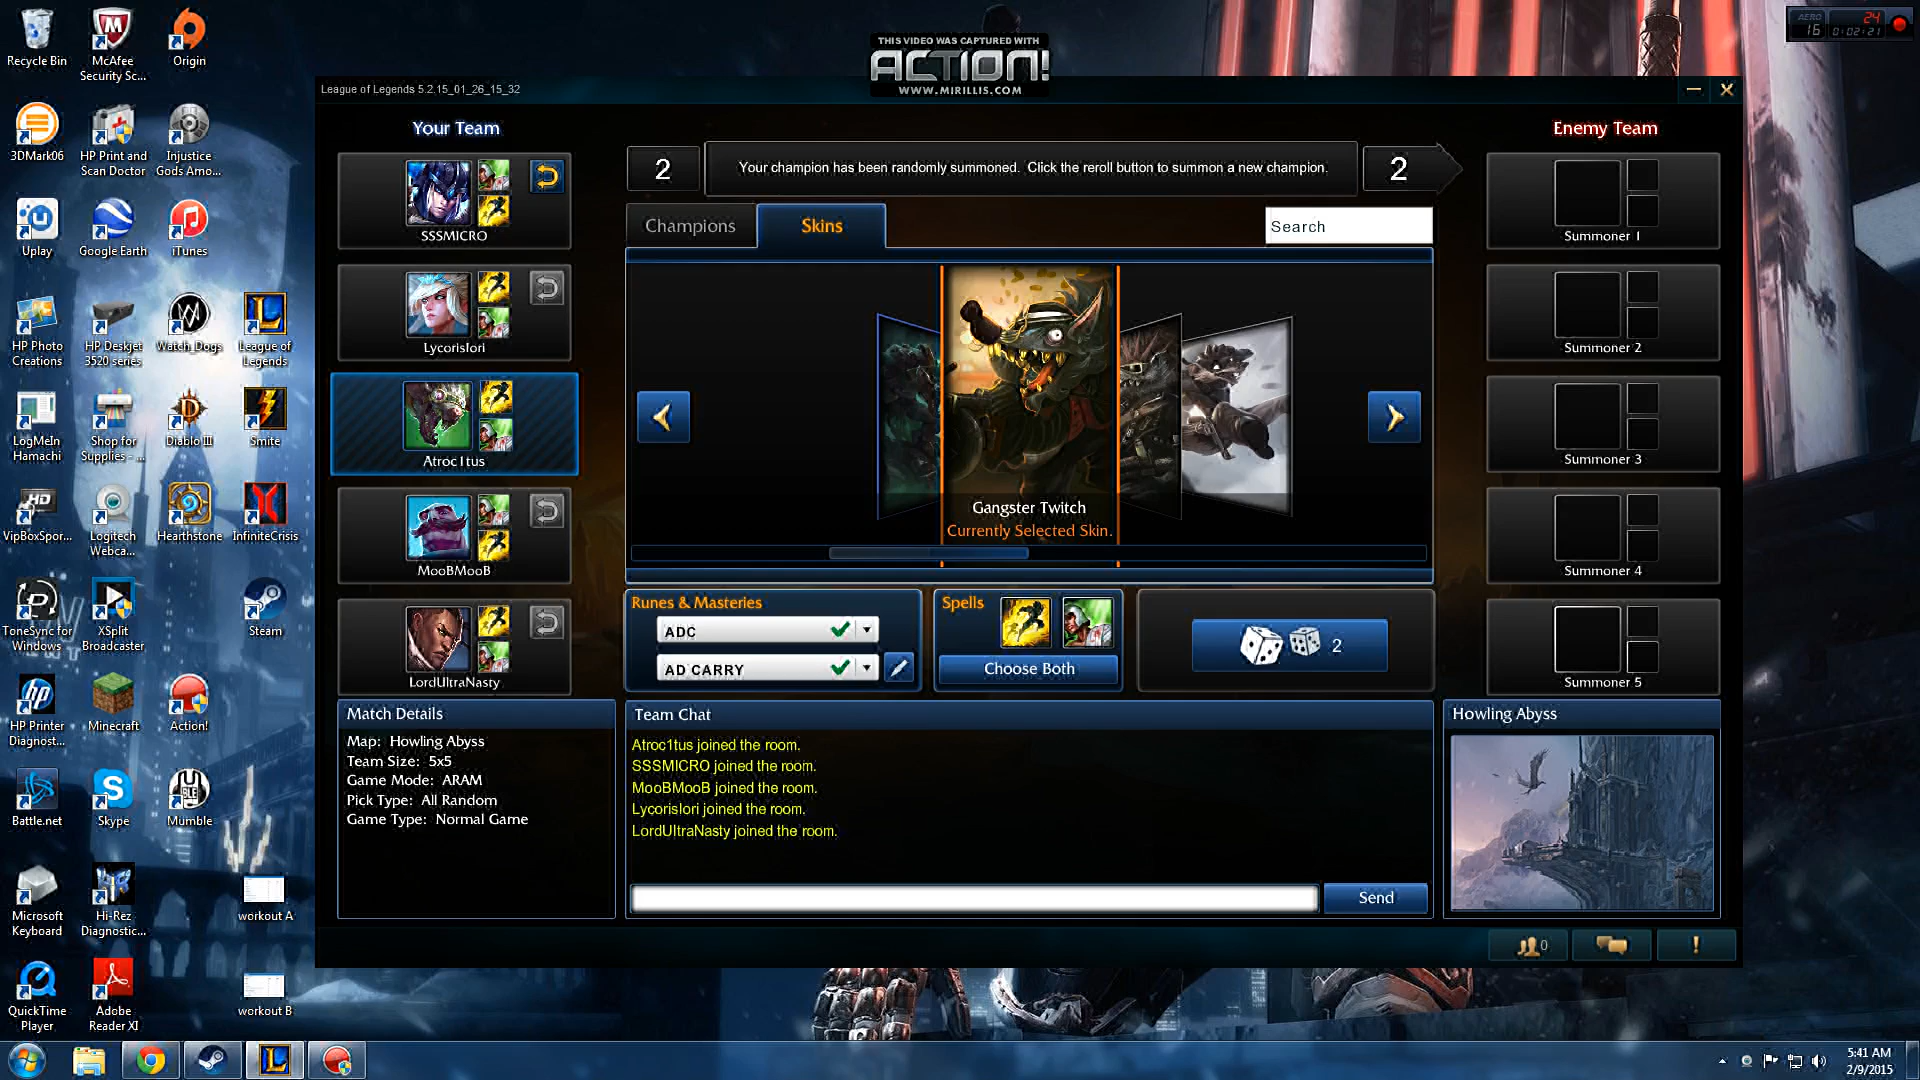 Recycle Bin
McAfee
Security Sc...
Origin
3DMark06
HP Print and
Scan Doctor
Injustice
Gods Amo...
Uplay
Google Earth
iTunes
HP Photo
Creations
HP Deskjet
3520 series
Watch_Dogs
League of
Legends
LogMeIn
Hamachi
Shop for
Supplies - ...
Diablo III
Smite
VipBoxSpor...
Logitech
Webca...
Hearthstone
InfiniteCrisis
ToneSync for
Windows
XSplit
Broadcaster
Steam
HP Printer
Diagnost...
Minecraft
Action!
Battle.net
Skype
Mumble
Microsoft
Keyboard
Hi-Rez
Diagnostic...
workout A
QuickTime
Player
Adobe
Reader XI
workout B
THIS VIDEO WAS CAPTURED WITH
ACTION!
WWW.MIRILLIS.COM
AERO
16
24
0:02:21
League of Legends 5.2.15_01_26_15_32
Your Team
SSSMICRO
LycorisIori
Atroc1tus
MooBMooB
LordUltraNasty
2
Your champion has been randomly summoned. Click the reroll button to summon a new champion.
2
Champions
Skins
Search
Gangster Twitch
Currently Selected Skin.
Runes & Masteries
ADC
AD CARRY
Spells
Choose Both
2
Enemy Team
Summoner 1
Summoner 2
Summoner 3
Summoner 4
Summoner 5
Match Details
Map: Howling Abyss
Team Size: 5x5
Game Mode: ARAM
Pick Type: All Random
Game Type: Normal Game
Team Chat
Atroc1tus joined the room.
SSSMICRO joined the room.
MooBMooB joined the room.
LycorisIori joined the room.
LordUltraNasty joined the room.
Send
Howling Abyss
0
!
5:41 AM
2/9/2015